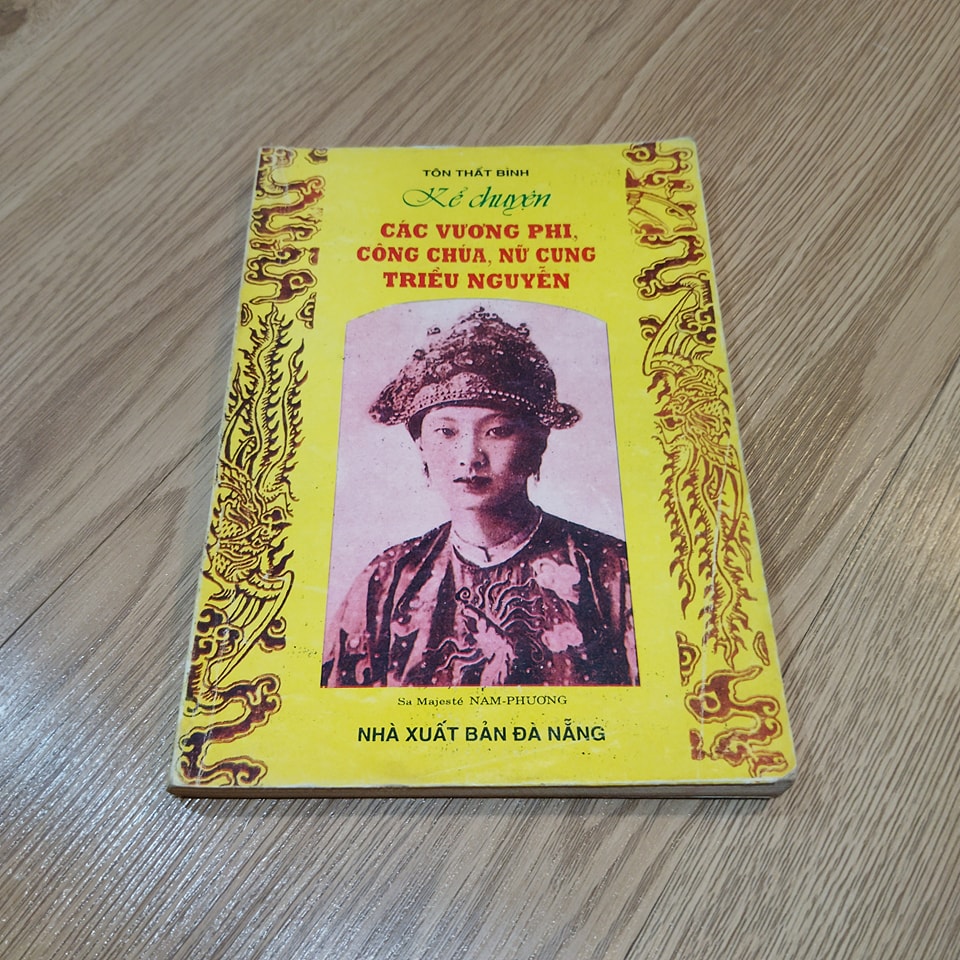 TÔN THẤT BÌNH
Kể chuyện
CÁC VƯƠNG PHI,
CÔNG CHÚA, NỮ CUNG
TRIỀU NGUYỄN
Sa Majesté NAM-PHƯƠNG
NHÀ XUẤT BẢN ĐÀ NẴNG